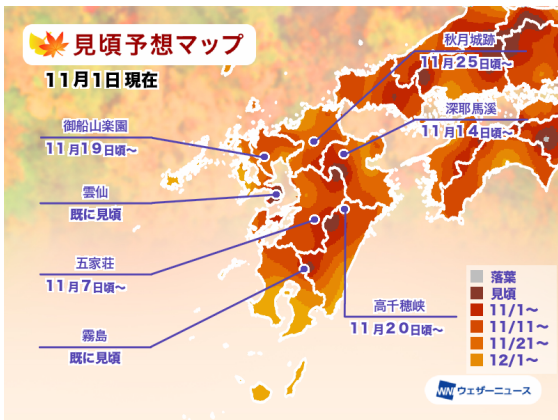 見頃予想マップ
11月1日 現在
秋月城跡
11月25日頃～
深耶馬溪
11月14日頃～
御船山楽園
11月19日頃～
雲仙
既に見頃
五家荘
11月7日頃～
霧島
既に見頃
高千穂峡
11月20日頃～
落葉
見頃
11/1～
11/11～
11/21～
12/1～
WNI ウェザーニュース